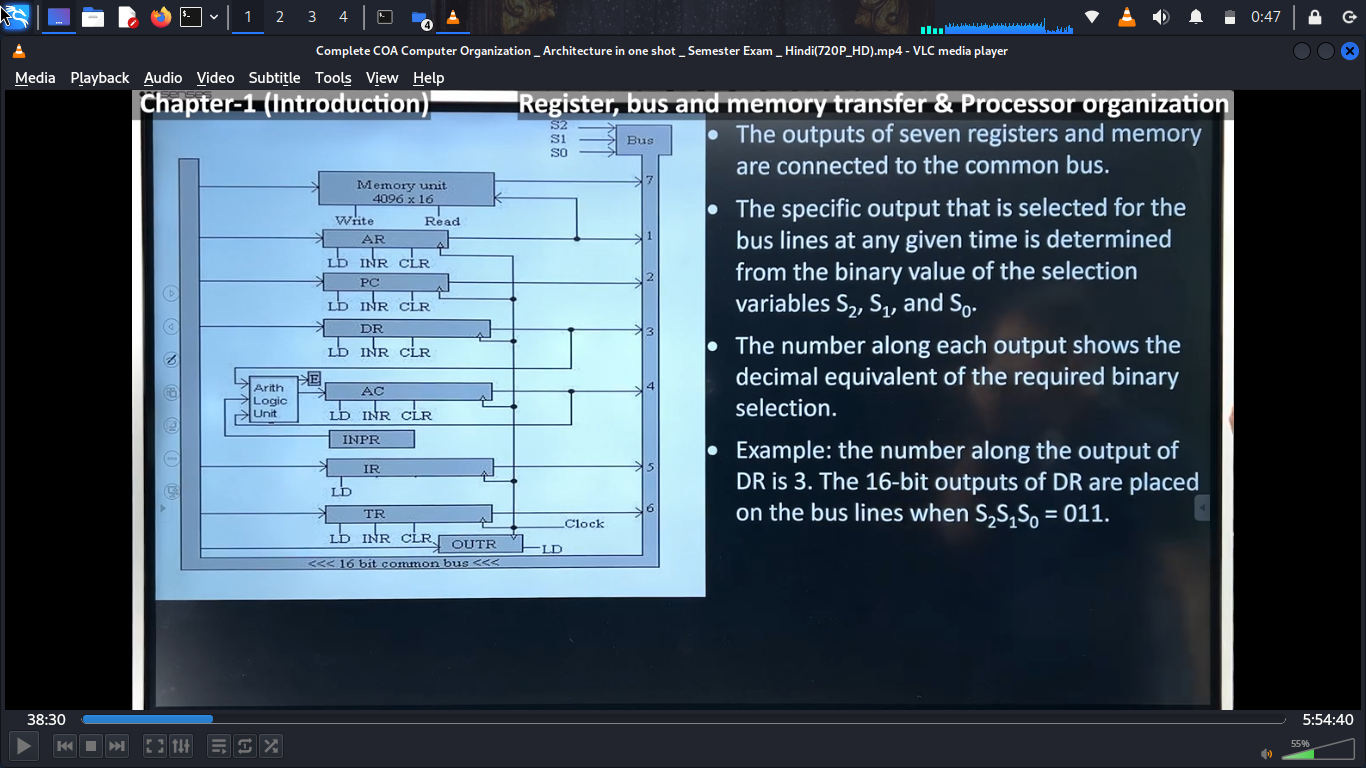 1 2 3 4 4 0:47
Complete COA Computer Organization _ Architecture in one shot _ Semester Exam _ Hindi(720P_HD).mp4 - VLC media player
Media Playback Audio Video Subtitle Tools View Help
Chapter-1 (Introduction) Register, bus and memory transfer & Processor organization
S2
S1
S0
Bus
Memory unit
4096 x 16
7
Write Read
AR
1
LD INR CLR
PC
2
LD INR CLR
DR
3
LD INR CLR
E
Arith
Logic
Unit
AC
4
LD INR CLR
INPR
IR
5
LD
TR
6
LD INR CLR
Clock
OUTR
LD
<<< 16 bit common bus <<<
• The outputs of seven registers and memory
are connected to the common bus.
• The specific output that is selected for the
bus lines at any given time is determined
from the binary value of the selection
variables S₂, S₁, and S₀.
• The number along each output shows the
decimal equivalent of the required binary
selection.
• Example: the number along the output of
DR is 3. The 16-bit outputs of DR are placed
on the bus lines when S₂S₁S₀ = 011.
38:30 5:54:40
55%